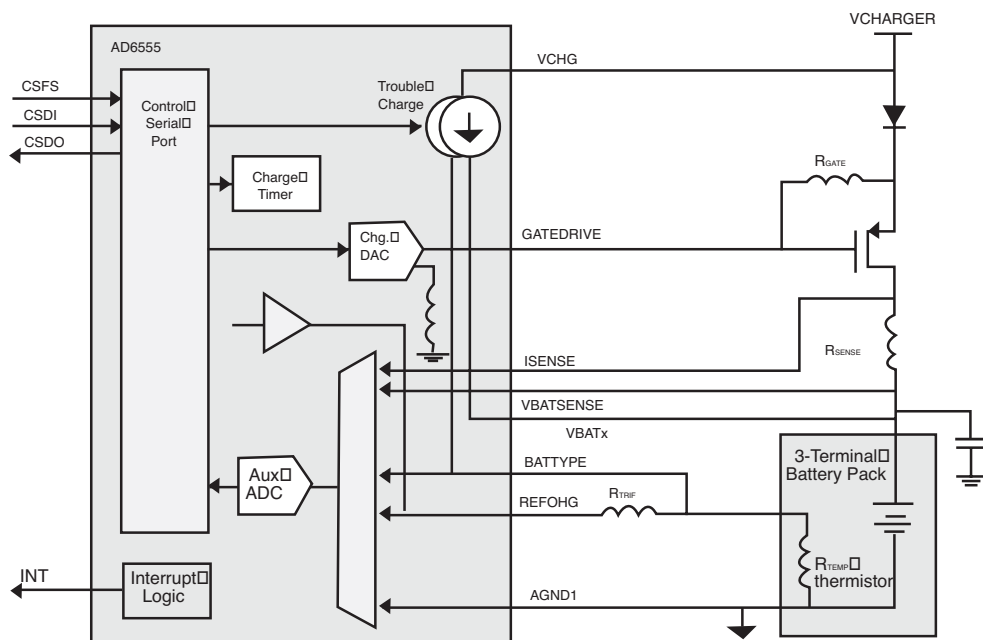 VCHARGER
AD6555
VCHG
CSFS
CSDI
CSDO
Control□
Serial□
Port
Trouble□
Charge
RGATE
Charge□
Timer
Chg.□
DAC
GATEDRIVE
ISENSE
RSENSE
VBATSENSE
VBATx
3-Terminal□
Battery Pack
BATTYPE
Aux□
ADC
REFOHG
RTRIF
RTEMP□
thermistor
INT
Interrupt□
Logic
AGND1